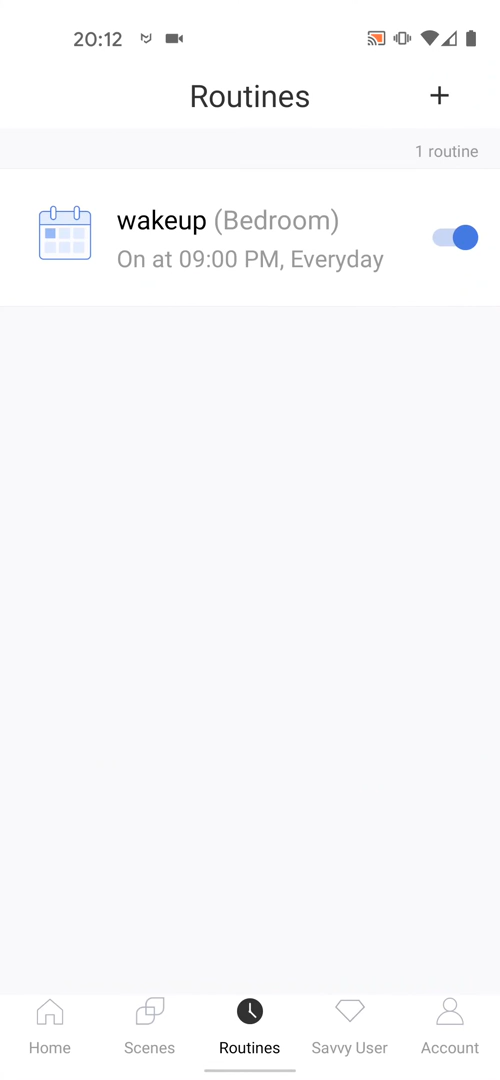 20:12
Routines
1 routine
wakeup (Bedroom)
On at 09:00 PM, Everyday
Home
Scenes
Routines
Savvy User
Account